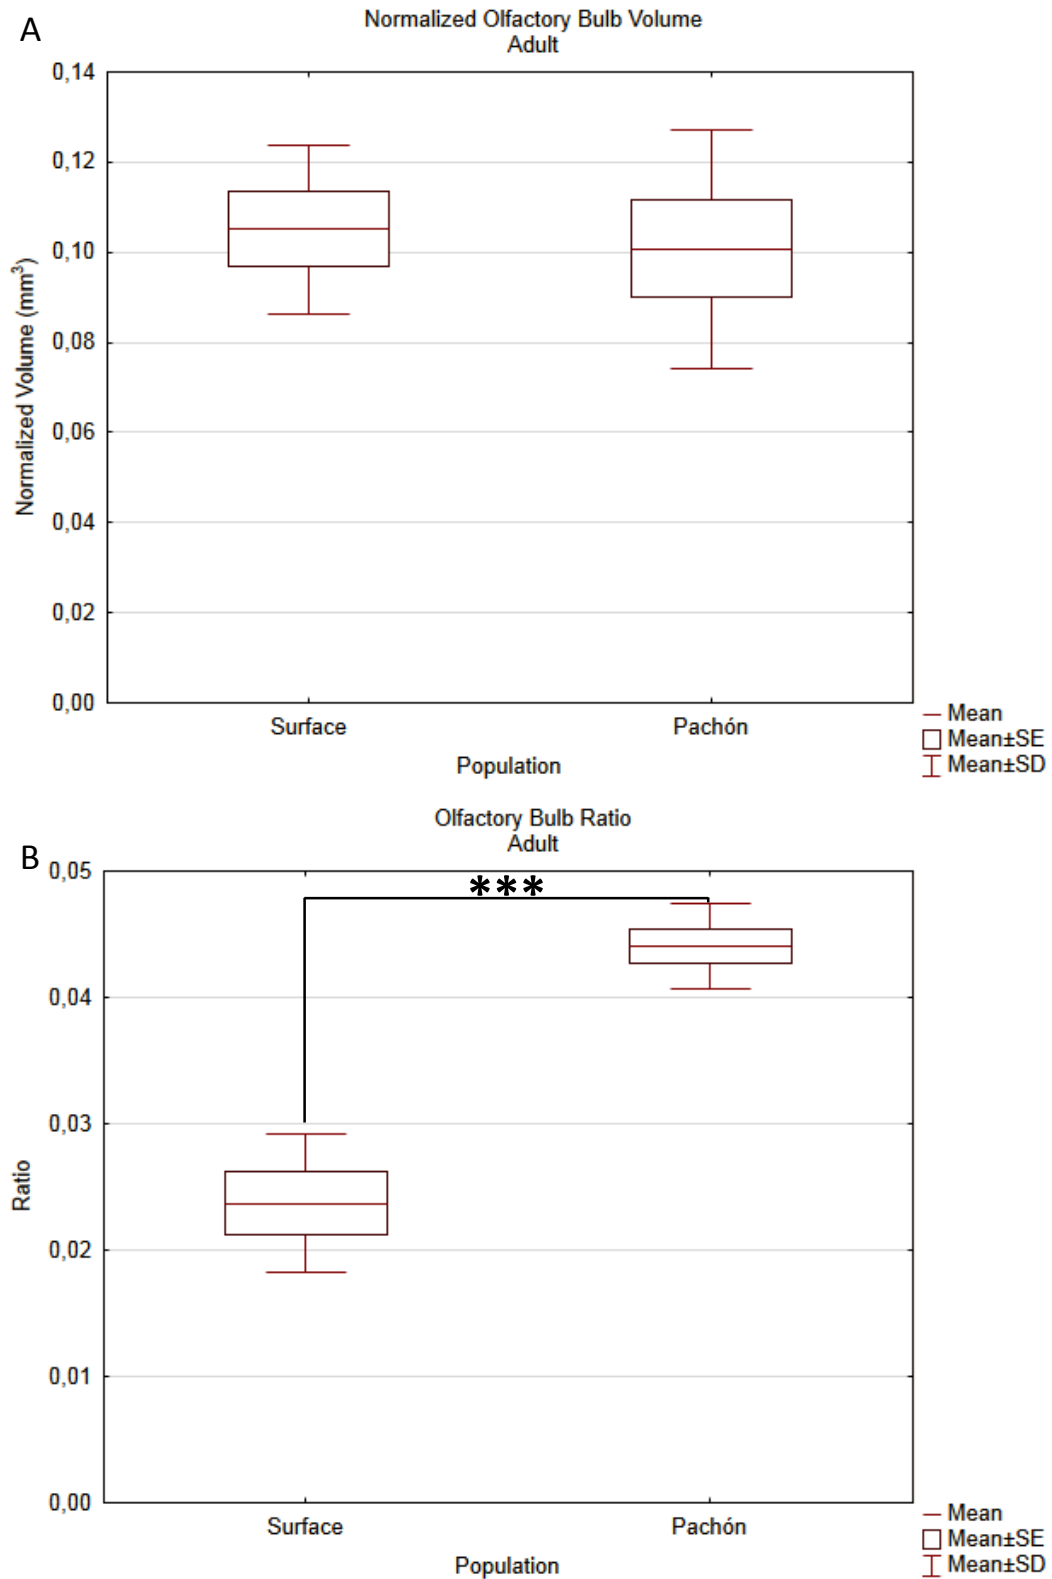 A
Normalized Olfactory Bulb Volume
Adult
Normalized Volume (mm³)
0,14
0,12
0,10
0,08
0,06
0,04
0,02
0,00
Surface
Pachón
Population
Mean
Mean±SE
Mean±SD
B
Olfactory Bulb Ratio
Adult
Ratio
0,05
0,04
0,03
0,02
0,01
0,00
***
Surface
Pachón
Population
Mean
Mean±SE
Mean±SD